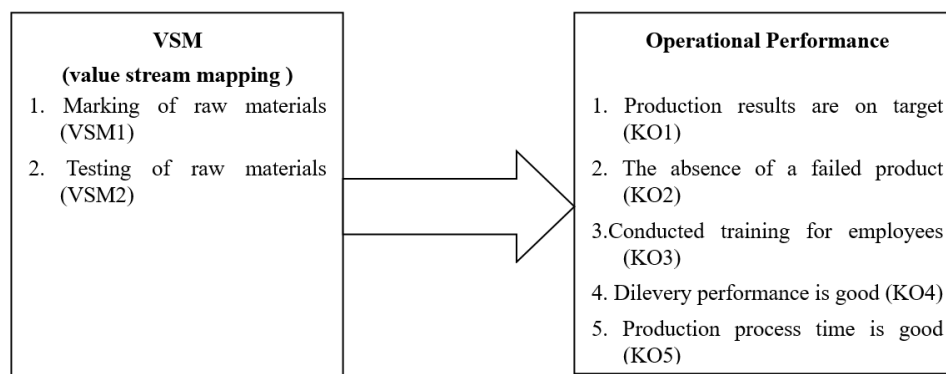 VSM
(value stream mapping )
1. Marking of raw materials
(VSM1)
2. Testing of raw materials
(VSM2)
Operational Performance
1. Production results are on target
(KO1)
2. The absence of a failed product
(KO2)
3.Conducted training for employees
(KO3)
4. Dilevery performance is good (KO4)
5. Production process time is good
(KO5)